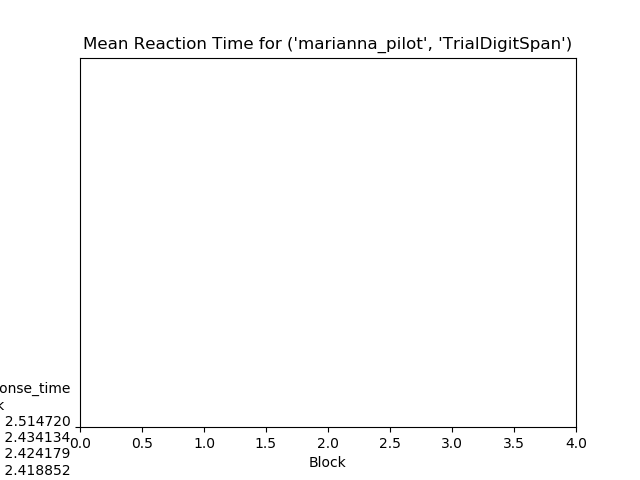 Mean Reaction Time for ('marianna_pilot', 'TrialDigitSpan')
onse_time
k
2.514720
2.434134
2.424179
2.418852
0.0 0.5 1.0 1.5 2.0 2.5 3.0 3.5 4.0
Block